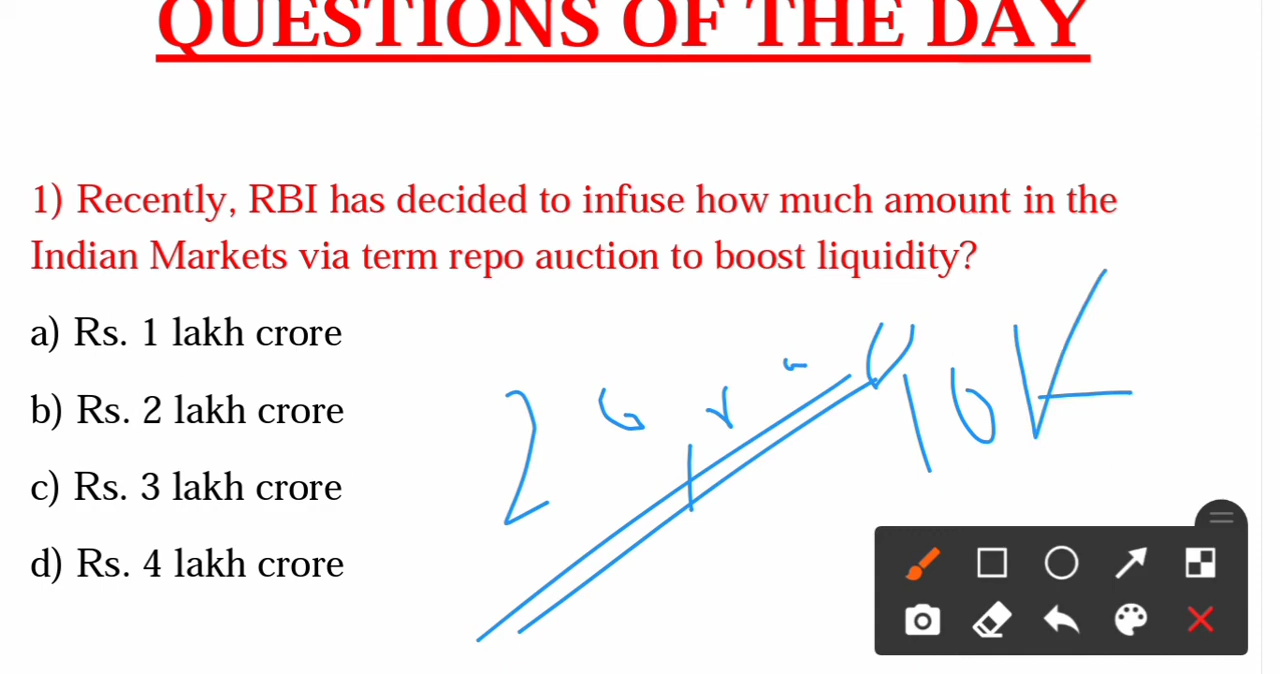 QUESTIONS OF THE DAY
1) Recently, RBI has decided to infuse how much amount in the
Indian Markets via term repo auction to boost liquidity?
a) Rs. 1 lakh crore
b) Rs. 2 lakh crore
c) Rs. 3 lakh crore
d) Rs. 4 lakh crore
10K